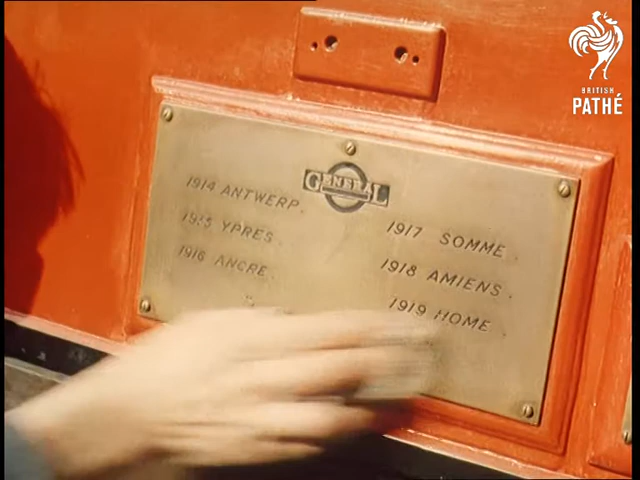 BRITISH
PATHÉ
GENERAL
1914 ANTWERP.
1915 YPRES.
1916 ANCRE.
1917 SOMME.
1918 AMIENS.
1919 HOME.